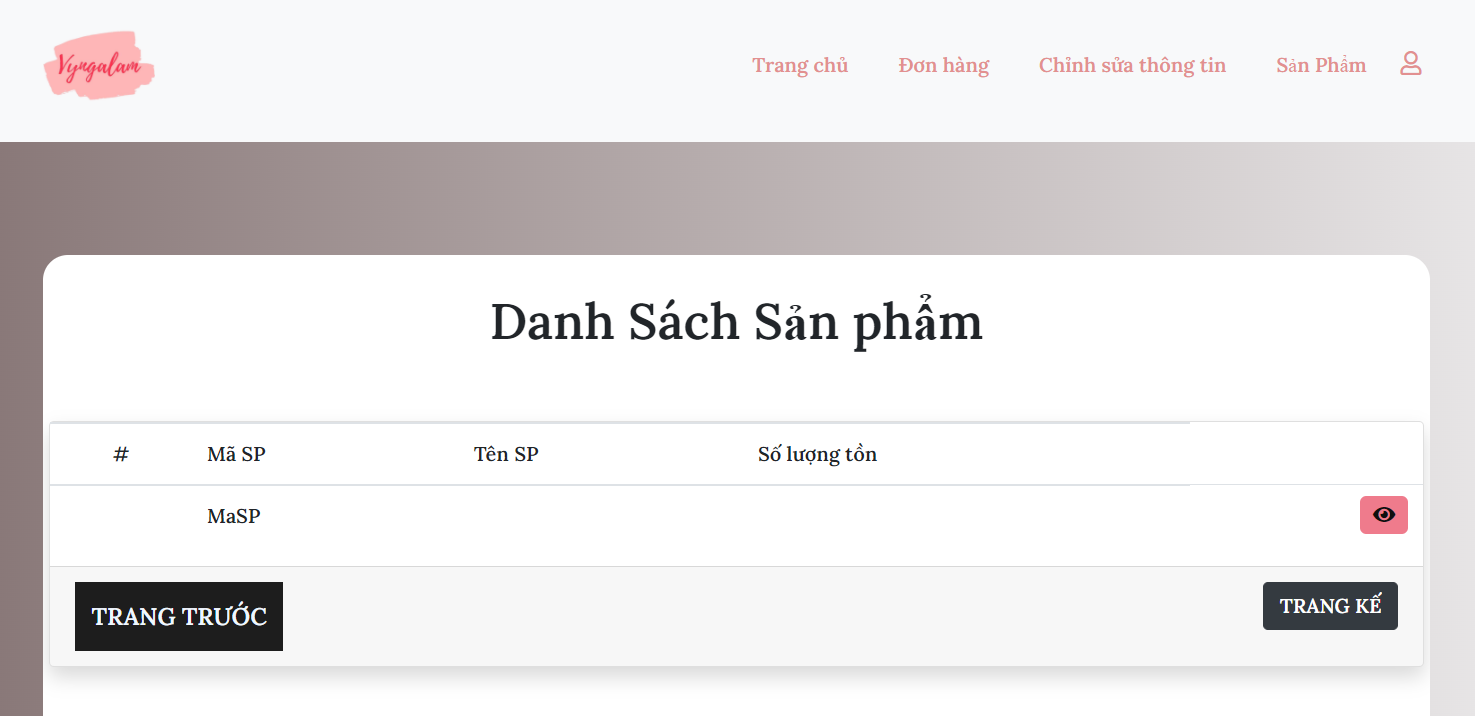 Vyngalam
Trang chủ Đơn hàng Chỉnh sửa thông tin Sản Phẩm
Danh Sách Sản phẩm
# Mã SP Tên SP Số lượng tồn
MaSP
TRANG TRƯỚC TRANG KẾ